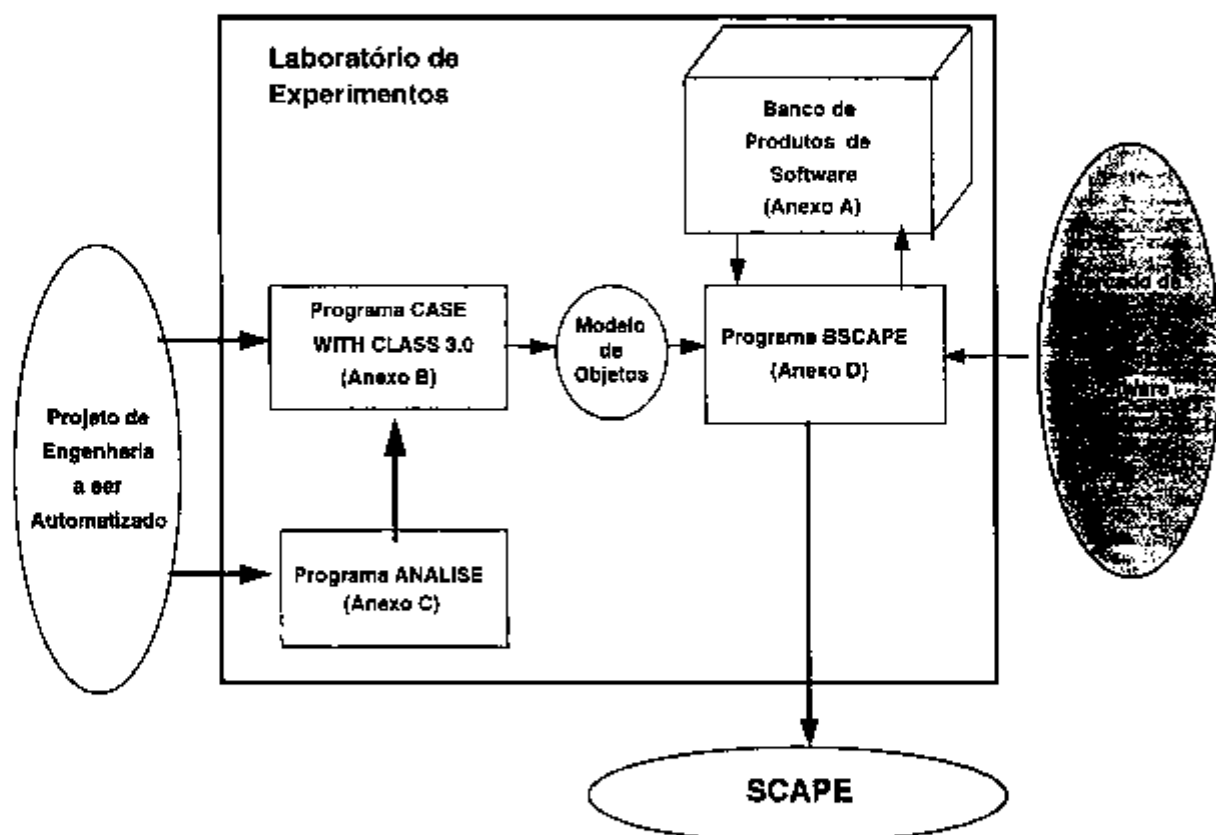 Laboratório de
Experimentos
Banco de
Produtos de
Software
(Anexo A)
Programa CASE
WITH CLASS 3.0
(Anexo B)
Modelo
de
Objetos
Programa BSCAPE
(Anexo D)
Projeto de
Engenharia
a ser
Automatizado
Programa ANALISE
(Anexo C)
SCAPE